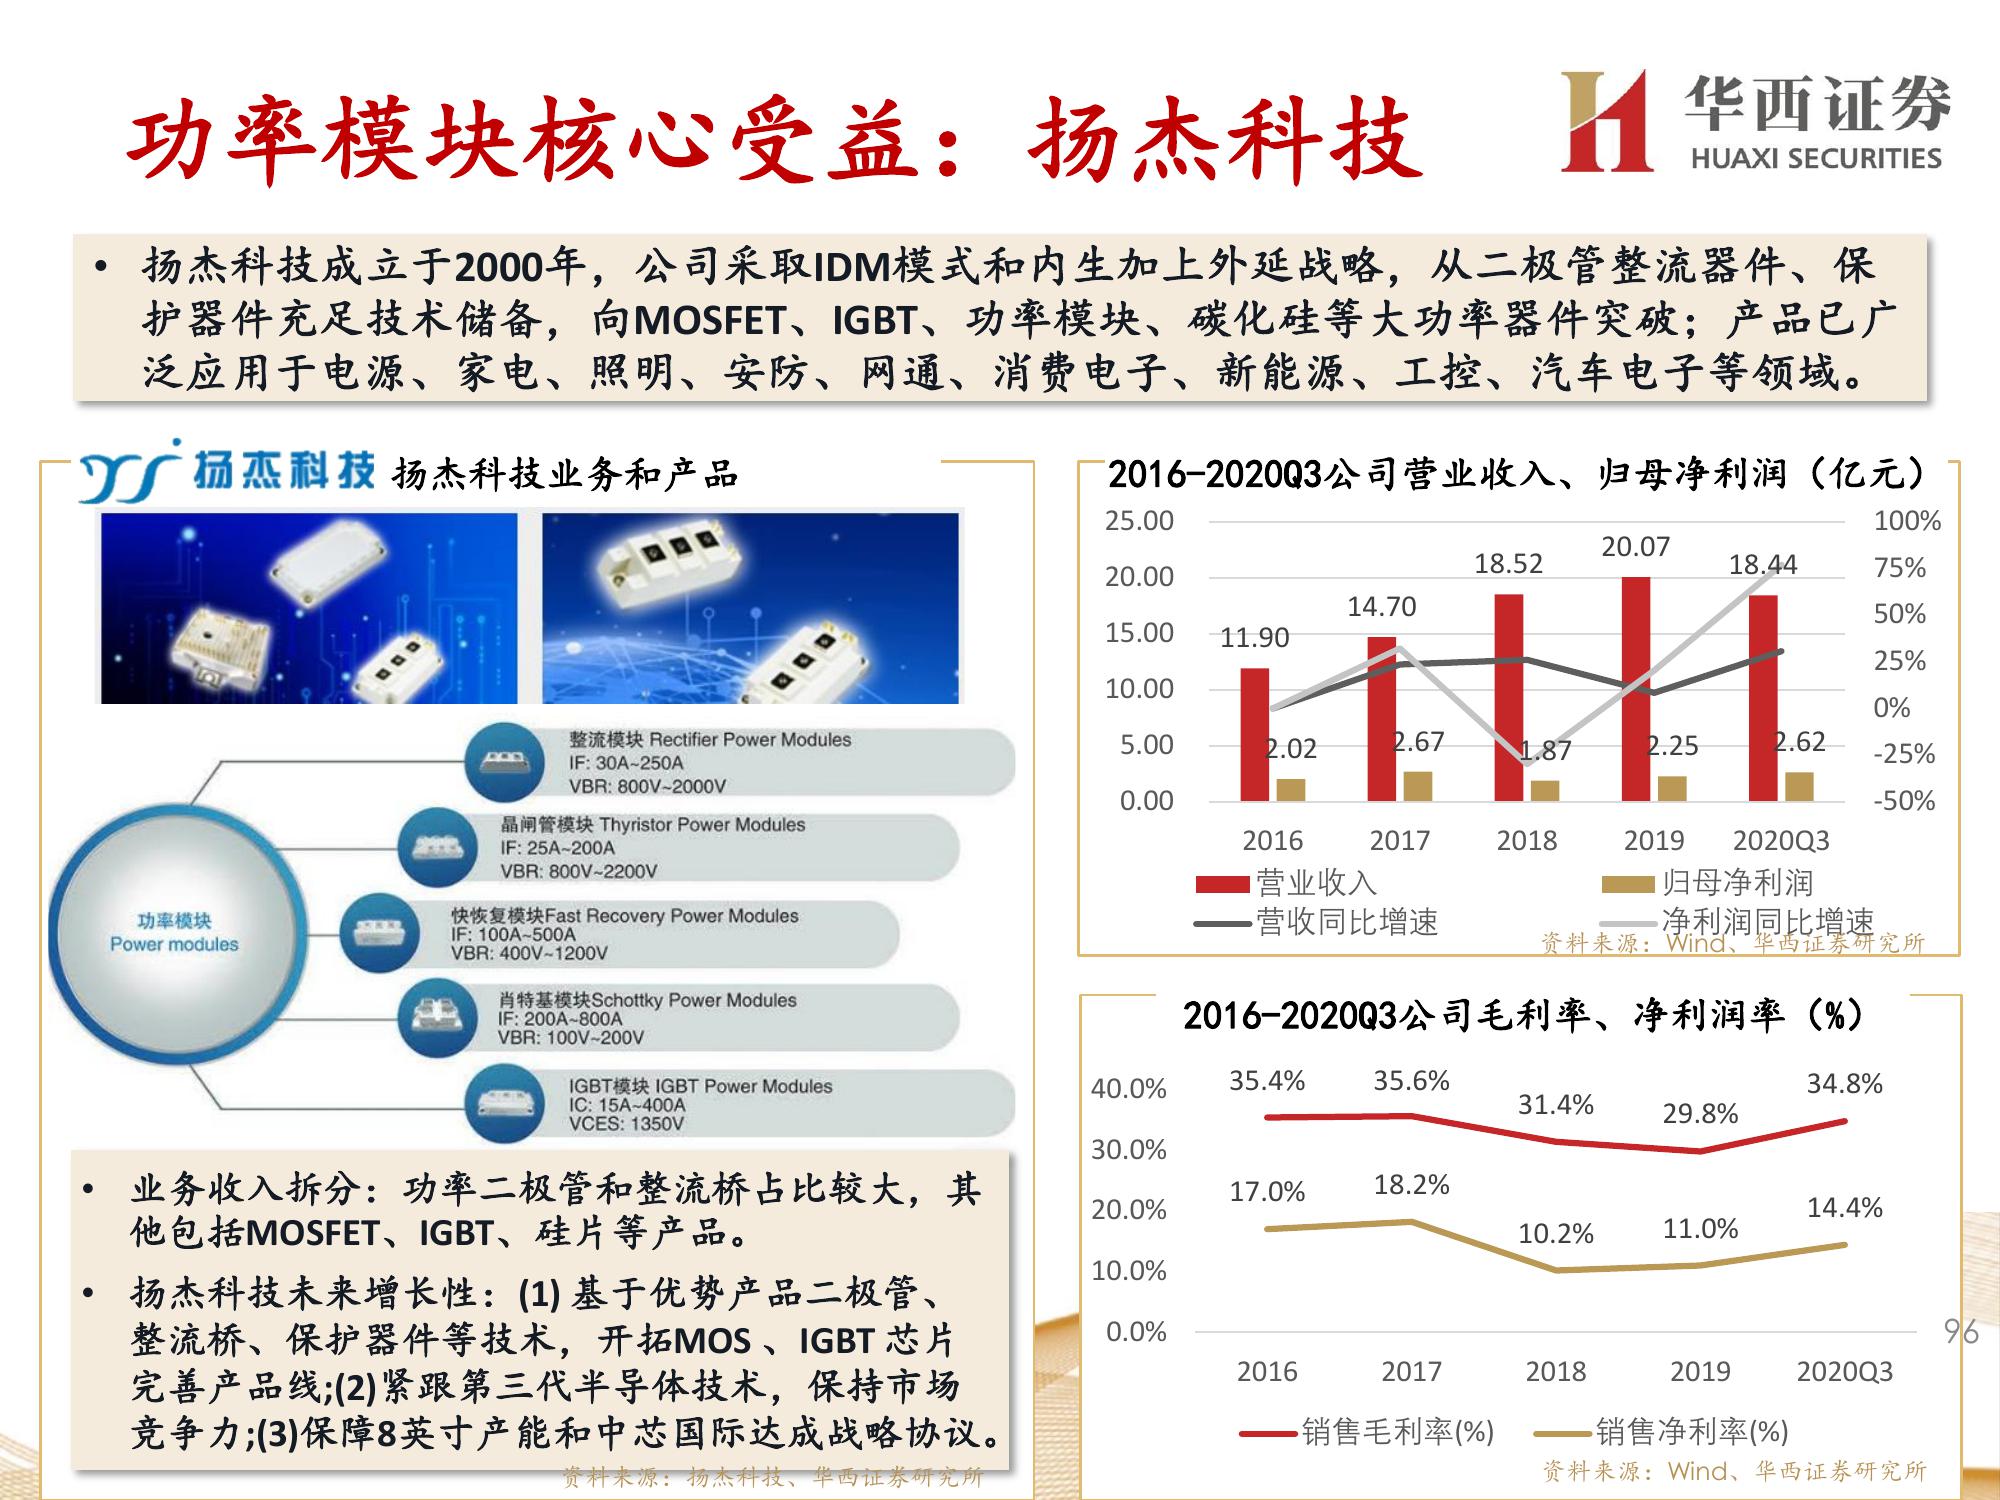 功率模块核心受益：扬杰科技
华西证券
HUAXI SECURITIES
• 扬杰科技成立于2000年，公司采取IDM模式和内生加上外延战略，从二极管整流器件、保
护器件充足技术储备，向MOSFET、IGBT、功率模块、碳化硅等大功率器件突破；产品已广
泛应用于电源、家电、照明、安防、网通、消费电子、新能源、工控、汽车电子等领域。
扬杰科技 扬杰科技业务和产品
功率模块
Power modules
整流模块 Rectifier Power Modules
IF: 30A~250A
VBR: 800V~2000V
晶闸管模块 Thyristor Power Modules
IF: 25A~200A
VBR: 800V~2200V
快恢复模块Fast Recovery Power Modules
IF: 100A~500A
VBR: 400V~1200V
肖特基模块Schottky Power Modules
IF: 200A~800A
VBR: 100V~200V
IGBT模块 IGBT Power Modules
IC: 15A~400A
VCES: 1350V
• 业务收入拆分：功率二极管和整流桥占比较大，其
他包括MOSFET、IGBT、硅片等产品。
• 扬杰科技未来增长性：(1) 基于优势产品二极管、
整流桥、保护器件等技术，开拓MOS 、IGBT 芯片
完善产品线;(2)紧跟第三代半导体技术，保持市场
竞争力;(3)保障8英寸产能和中芯国际达成战略协议。
资料来源：扬杰科技、华西证券研究所
2016-2020Q3公司营业收入、归母净利润（亿元）
25.00
20.00
15.00
10.00
5.00
0.00
100%
75%
50%
25%
0%
-25%
-50%
11.90
14.70
18.52
20.07
18.44
2.02
2.67
1.87
2.25
2.62
2016 2017 2018 2019 2020Q3
营业收入 归母净利润
营收同比增速 净利润同比增速
资料来源：Wind、华西证券研究所
2016-2020Q3公司毛利率、净利润率（%）
40.0%
30.0%
20.0%
10.0%
0.0%
35.4% 35.6% 31.4% 29.8% 34.8%
17.0% 18.2% 10.2% 11.0% 14.4%
2016 2017 2018 2019 2020Q3
销售毛利率(%) 销售净利率(%)
资料来源：Wind、华西证券研究所
96